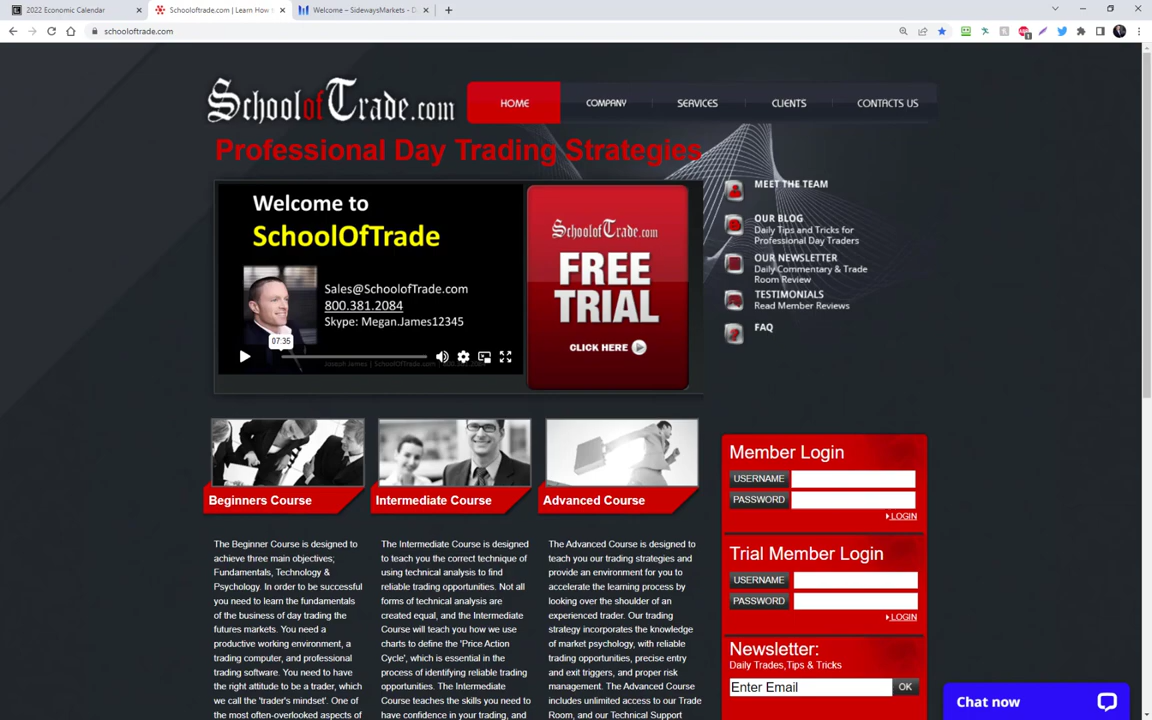 2022 Economic Calendar
Schooloftrade.com | Learn How
Welcome – SidewaysMarkets - D
schooloftrade.com
SchoolofTrade.com
HOME
COMPANY
SERVICES
CLIENTS
CONTACTS US
Professional Day Trading Strategies
Welcome to
SchoolOfTrade
Sales@SchoolofTrade.com
800.381.2084
Skype: Megan.James12345
07:35
SchoolofTrade.com
FREE
TRIAL
CLICK HERE
MEET THE TEAM
OUR BLOG
Daily Tips and Tricks for
Professional Day Traders
OUR NEWSLETTER
Daily Commentary & Trade
Room Review
TESTIMONIALS
Read Member Reviews
FAQ
Beginners Course
The Beginner Course is designed to
achieve three main objectives;
Fundamentals, Technology &
Psychology. In order to be successful
you need to learn the fundamentals
of the business of day trading the
futures markets. You need a
productive working environment, a
trading computer, and professional
trading software. You need to have
the right attitude to be a trader, which
we call the 'trader's mindset'. One of
the most often-overlooked aspects of
Intermediate Course
The Intermediate Course is designed
to teach you the correct technique of
using technical analysis to find
reliable trading opportunities. Not all
forms of technical analysis are
created equal, and the Intermediate
Course will teach you how we use
charts to define the 'Price Action
Cycle', which is essential in the
process of identifying reliable trading
opportunities. The Intermediate
Course teaches the skills you need to
have confidence in your trading, and
Advanced Course
The Advanced Course is designed to
teach you our trading strategies and
provide an environment for you to
accelerate the learning process by
looking over the shoulder of an
experienced trader. Our trading
strategy incorporates the knowledge
of market psychology, with reliable
trading opportunities, precise entry
and exit triggers, and proper risk
management. The Advanced Course
includes unlimited access to our Trade
Room, and our Technical Support
Member Login
USERNAME
PASSWORD
LOGIN
Trial Member Login
USERNAME
PASSWORD
LOGIN
Newsletter:
Daily Trades,Tips & Tricks
Enter Email
OK
Chat now